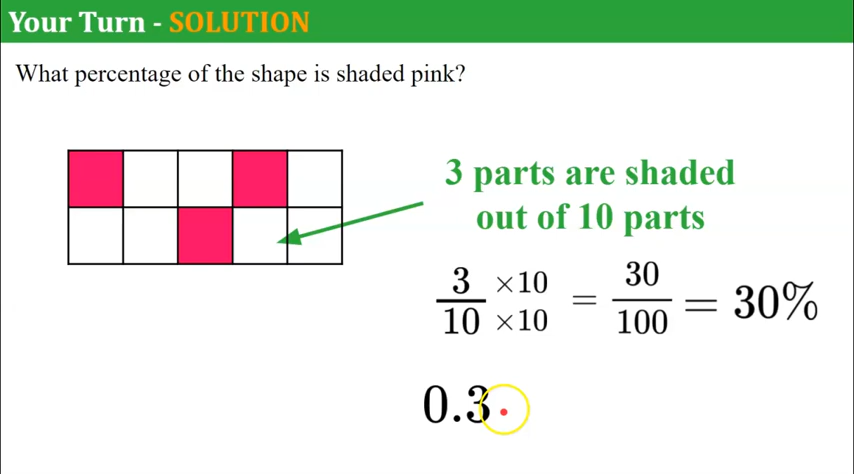 Your Turn - SOLUTION
What percentage of the shape is shaded pink?
3 parts are shaded
out of 10 parts
3/10 ×10/×10 = 30/100 = 30%
0.3